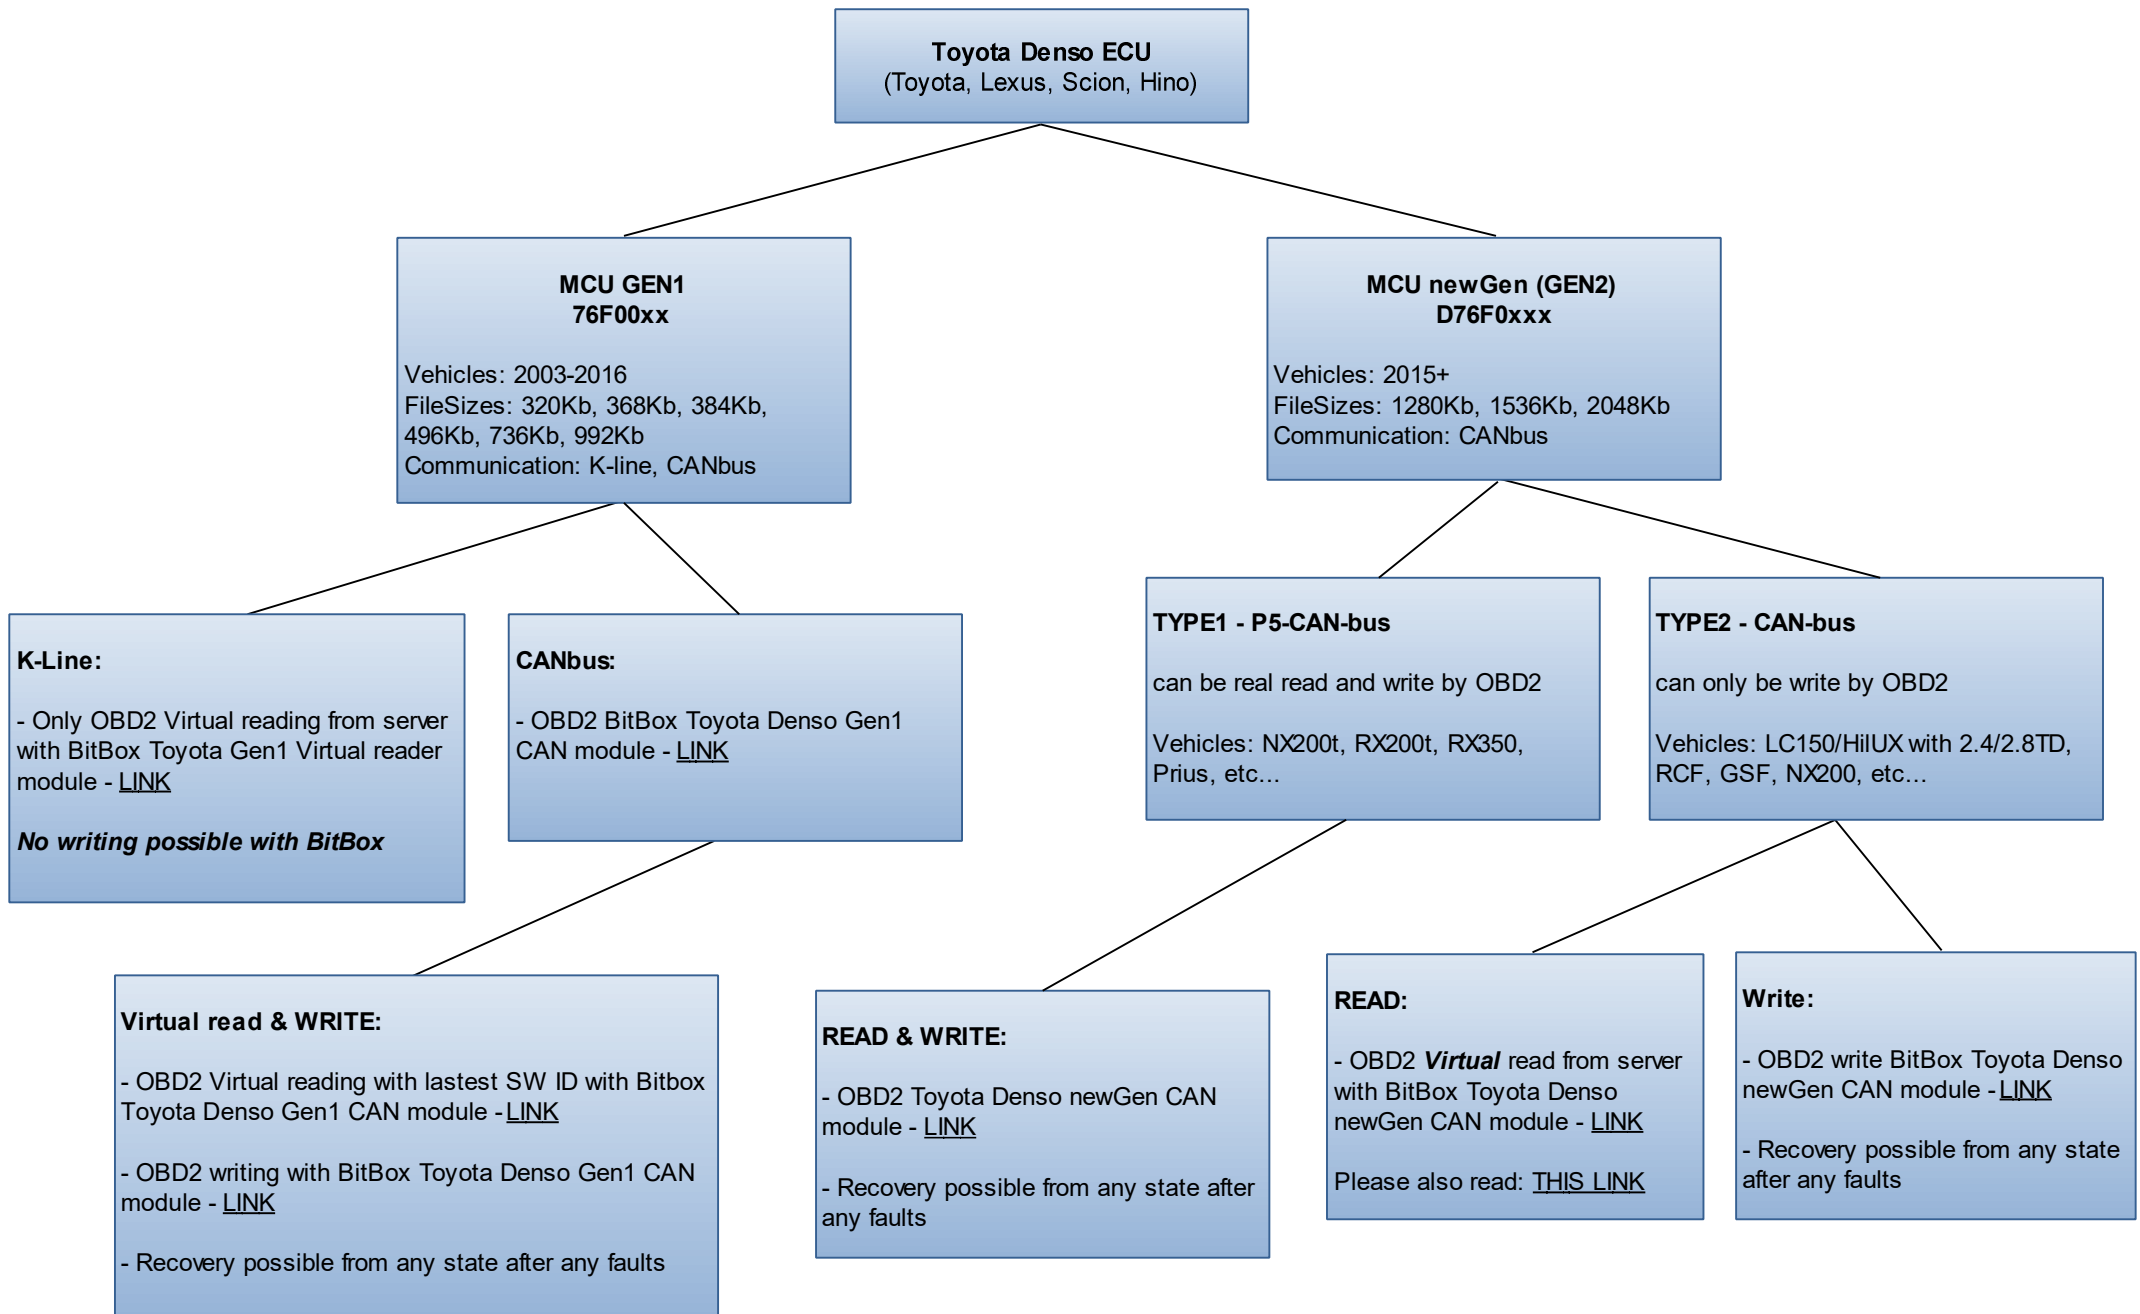 Toyota Denso ECU
(Toyota, Lexus, Scion, Hino)
MCU GEN1
76F00xx
Vehicles: 2003-2016
FileSizes: 320Kb, 368Kb, 384Kb,
496Kb, 736Kb, 992Kb
Communication: K-line, CANbus
MCU newGen (GEN2)
D76F0xxx
Vehicles: 2015+
FileSizes: 1280Kb, 1536Kb, 2048Kb
Communication: CANbus
K-Line:
- Only OBD2 Virtual reading from server
with BitBox Toyota Gen1 Virtual reader
module - LINK
No writing possible with BitBox
CANbus:
- OBD2 BitBox Toyota Denso Gen1
CAN module - LINK
TYPE1 - P5-CAN-bus
can be real read and write by OBD2
Vehicles: NX200t, RX200t, RX350,
Prius, etc...
TYPE2 - CAN-bus
can only be write by OBD2
Vehicles: LC150/HilUX with 2.4/2.8TD,
RCF, GSF, NX200, etc...
Virtual read & WRITE:
- OBD2 Virtual reading with lastest SW ID with Bitbox
Toyota Denso Gen1 CAN module - LINK
- OBD2 writing with BitBox Toyota Denso Gen1 CAN
module - LINK
- Recovery possible from any state after any faults
READ & WRITE:
- OBD2 Toyota Denso newGen CAN
module - LINK
- Recovery possible from any state after
any faults
READ:
- OBD2 Virtual read from server
with BitBox Toyota Denso
newGen CAN module - LINK
Please also read: THIS LINK
Write:
- OBD2 write BitBox Toyota Denso
newGen CAN module - LINK
- Recovery possible from any state
after any faults